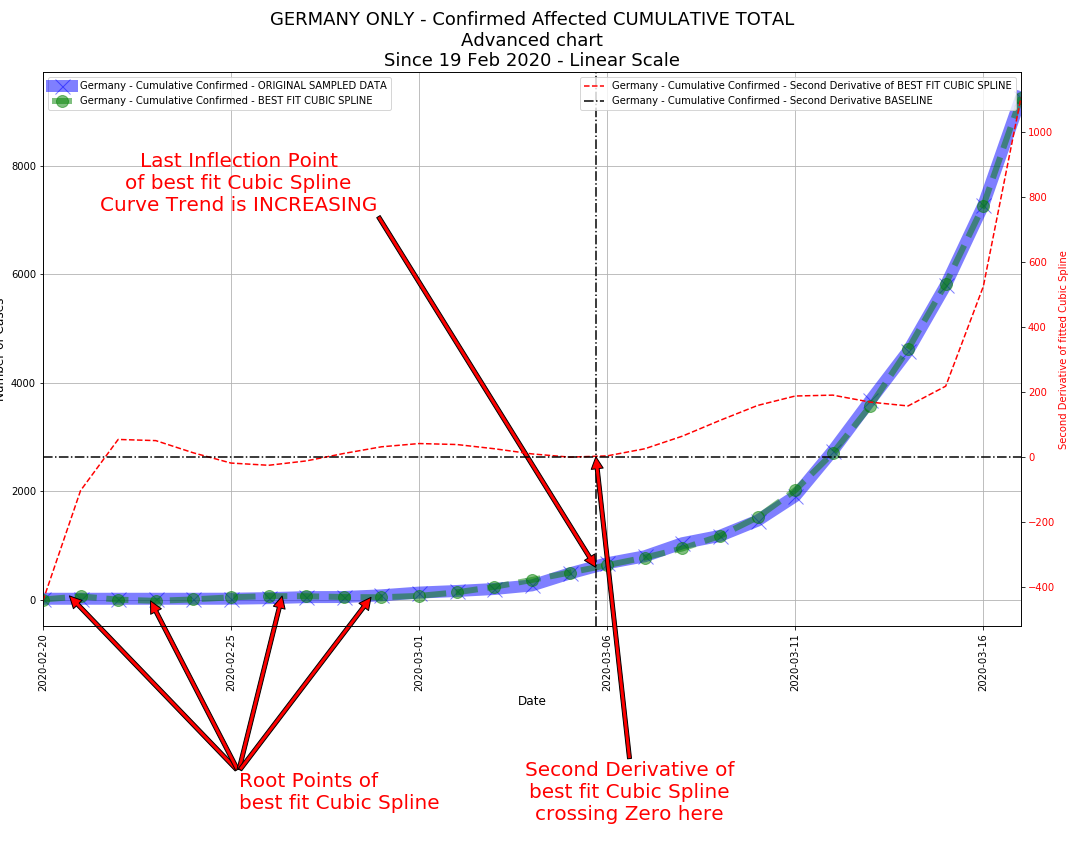 GERMANY ONLY - Confirmed Affected CUMULATIVE TOTAL
Advanced chart
Since 19 Feb 2020 - Linear Scale
Germany - Cumulative Confirmed - ORIGINAL SAMPLED DATA
Germany - Cumulative Confirmed - BEST FIT CUBIC SPLINE
Germany - Cumulative Confirmed - Second Derivative of BEST FIT CUBIC SPLINE
Germany - Cumulative Confirmed - Second Derivative BASELINE
Last Inflection Point
of best fit Cubic Spline
Curve Trend is INCREASING
8000
6000
4000
2000
0
Number of Cases
1000
800
600
400
200
0
−200
−400
Second Derivative of fitted Cubic Spline
2020-02-20
2020-02-25
2020-03-01
2020-03-06
2020-03-11
2020-03-16
Date
Root Points of
best fit Cubic Spline
Second Derivative of
best fit Cubic Spline
crossing Zero here